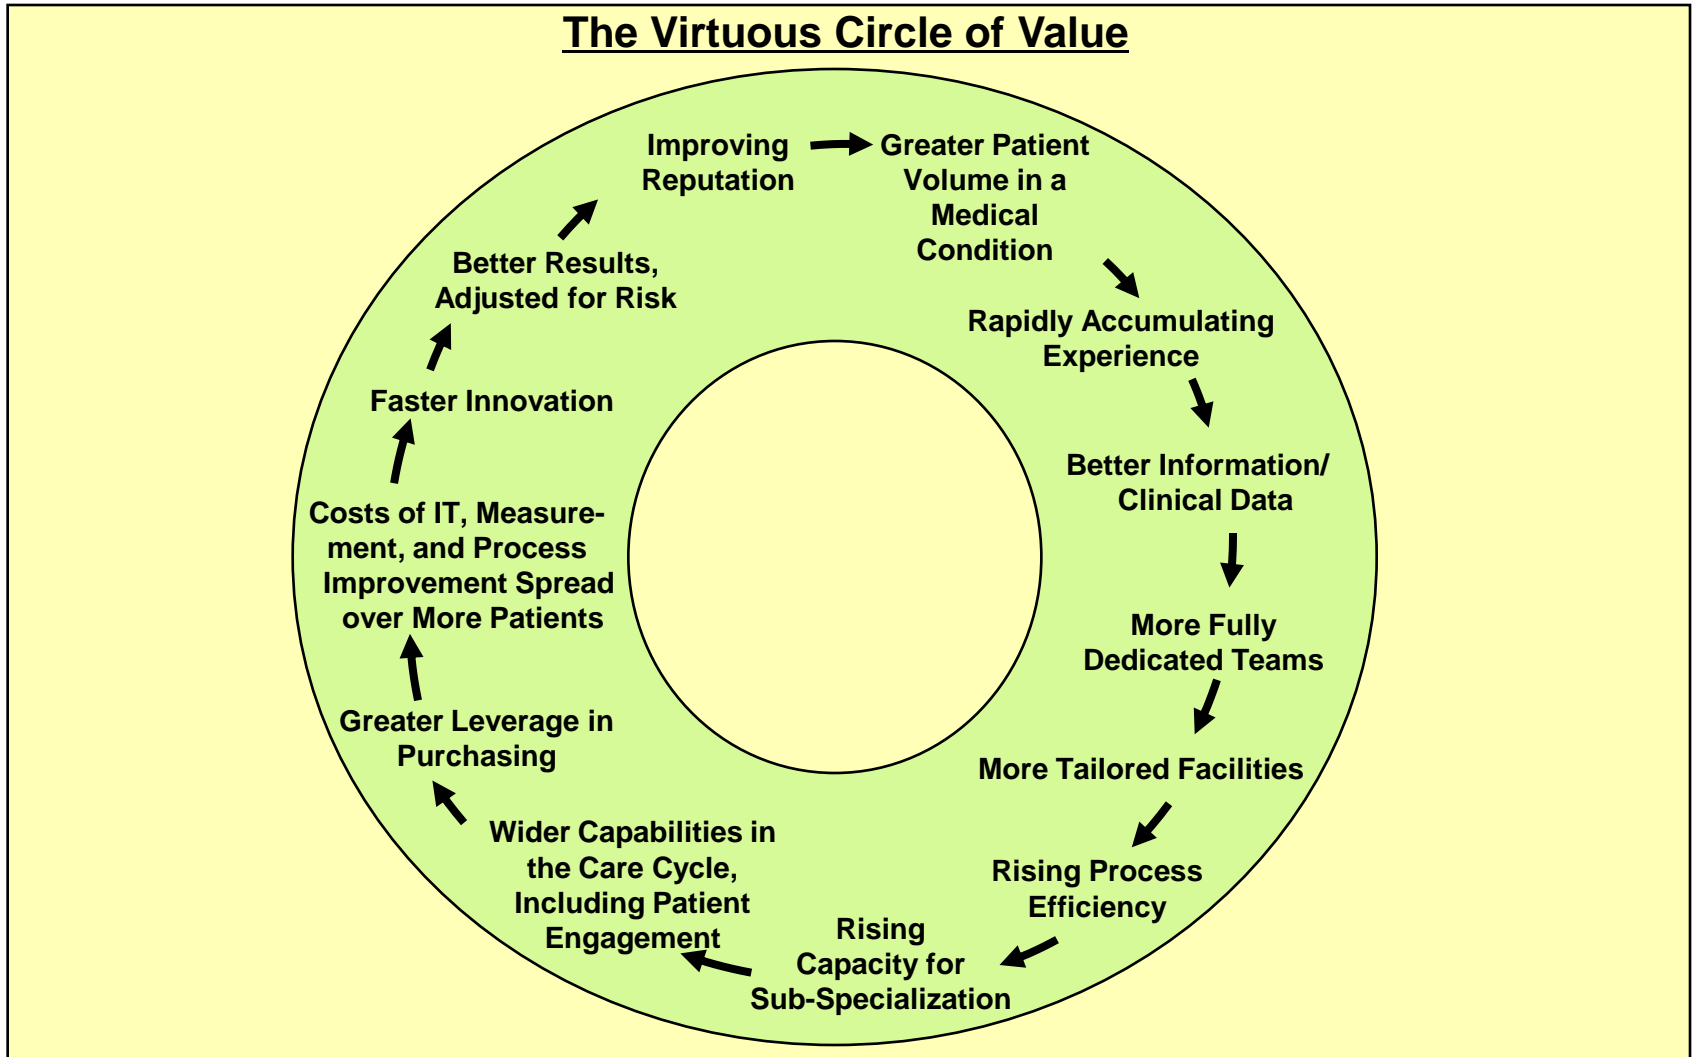 The Virtuous Circle of Value
Improving
Reputation
Greater Patient
Volume in a
Medical
Condition
Rapidly Accumulating
Experience
Better Information/
Clinical Data
More Fully
Dedicated Teams
More Tailored Facilities
Rising Process
Efficiency
Rising
Capacity for
Sub-Specialization
Wider Capabilities in
the Care Cycle,
Including Patient
Engagement
Greater Leverage in
Purchasing
Costs of IT, Measure-
ment, and Process
Improvement Spread
over More Patients
Faster Innovation
Better Results,
Adjusted for Risk